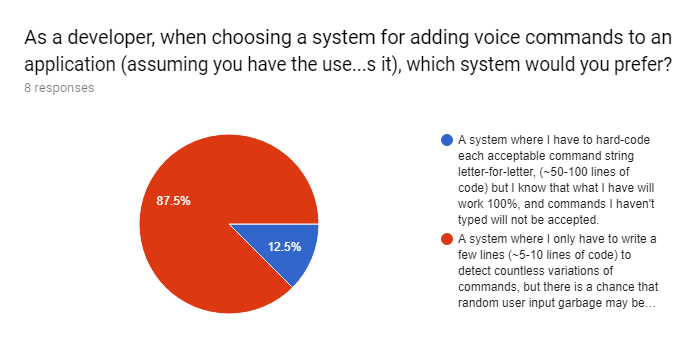 As a developer, when choosing a system for adding voice commands to an
application (assuming you have the use...s it), which system would you prefer?
8 responses
A system where I have to hard-code
each acceptable command string
letter-for-letter, (~50-100 lines of
code) but I know that what I have will
work 100%, and commands I haven't
typed will not be accepted.
87.5%
12.5%
A system where I only have to write a
few lines (~5-10 lines of code) to
detect countless variations of
commands, but there is a chance that
random user input garbage may be...